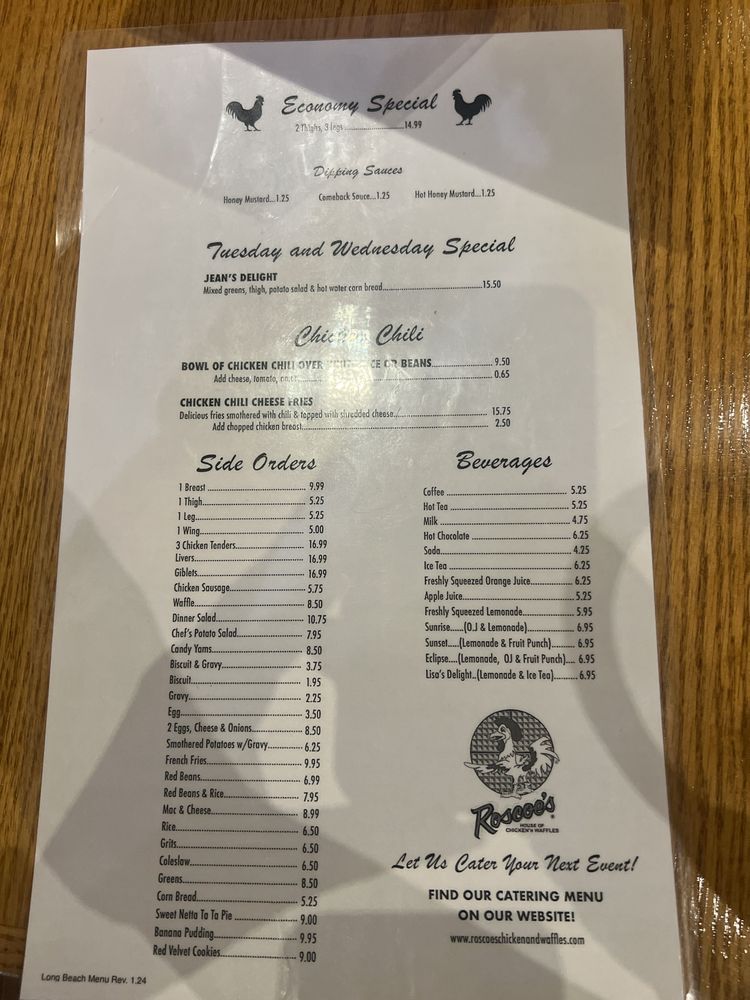 Economy Special
2 Thighs, 3 legs.....................14.99
Dipping Sauces
Honey Mustard...1.25 Comeback Sauce...1.25 Hot Honey Mustard...1.25
Tuesday and Wednesday Special
JEAN'S DELIGHT
Mixed greens, thigh, potato salad & hot water corn bread.................................15.50
Chicken Chili
BOWL OF CHICKEN CHILI OVER RICE OR BEANS..................... 9.50
Add cheese, tomato, .................... 0.65
CHICKEN CHILI CHEESE FRIES
Delicious fries smothered with chili & topped with shredded cheese.............................. 15.75
Add chopped chicken breast.................................................. 2.50
Side Orders
1 Breast ................................. 9.99
1 Thigh................................... 5.25
1 Leg..................................... 5.25
1 Wing.................................... 5.00
3 Chicken Tenders......................... 16.99
Livers.................................... 16.99
Giblets................................... 16.99
Chicken Sausage........................... 5.75
Waffle.................................... 8.50
Dinner Salad.............................. 10.75
Chef's Potato Salad....................... 7.95
Candy Yams................................ 8.50
Biscuit & Gravy........................... 3.75
Biscuit................................... 1.95
Gravy..................................... 2.25
Egg....................................... 3.50
2 Eggs, Cheese & Onions................... 8.50
Smothered Potatoes w/Gravy............ 6.25
French Fries.............................. 9.95
Red Beans................................. 6.99
Red Beans & Rice.......................... 7.95
Mac & Cheese.............................. 8.99
Rice...................................... 6.50
Grits..................................... 6.50
Coleslaw.................................. 6.50
Greens.................................... 8.50
Corn Bread................................ 5.25
Sweet Netta Ta Ta Pie .................... 9.00
Banana Pudding............................ 9.95
Red Velvet Cookies........................ 9.00
Beverages
Coffee ................................... 5.25
Hot Tea .................................. 5.25
Milk ..................................... 4.75
Hot Chocolate ............................ 6.25
Soda...................................... 4.25
Ice Tea .................................. 6.25
Freshly Squeezed Orange Juice............. 6.25
Apple Juice............................... 5.25
Freshly Squeezed Lemonade................. 5.95
Sunrise......(O.J & Lemonade)................ 6.95
Sunset.....(Lemonade & Fruit Punch)......... 6.95
Eclipse....(Lemonade, OJ & Fruit Punch).... 6.95
Lisa's Delight..(Lemonade & Ice Tea).......... 6.95
Roscoe's®
HOUSE OF
CHICKEN'N WAFFLES
Let Us Cater Your Next Event!
FIND OUR CATERING MENU
ON OUR WEBSITE!
www.roscoeschickenandwaffles.com
Long Beach Menu Rev. 1.24